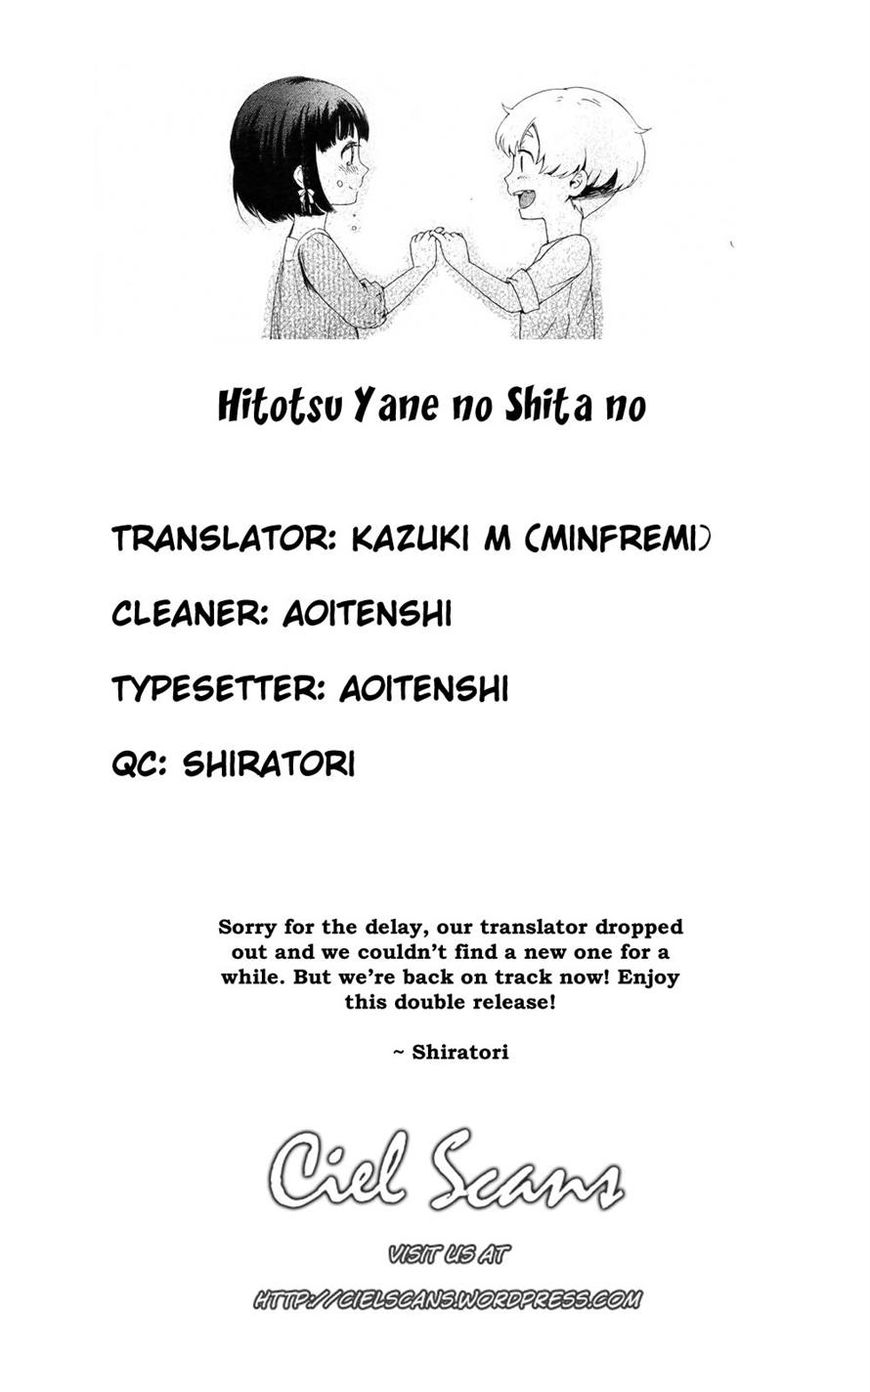 Hitotsu Yane no Shita no
TRANSLATOR: KAZUKI M (MINFREMI)
CLEANER: AOITENSHI
TYPESETTER: AOITENSHI
QC: SHIRATORI
Sorry for the delay, our translator dropped
out and we couldn't find a new one for a
while. But we're back on track now! Enjoy
this double release!
~ Shiratori
Ciel Scans
VISIT US AT
HTTP://CIELSCANS.WORDPRESS.COM